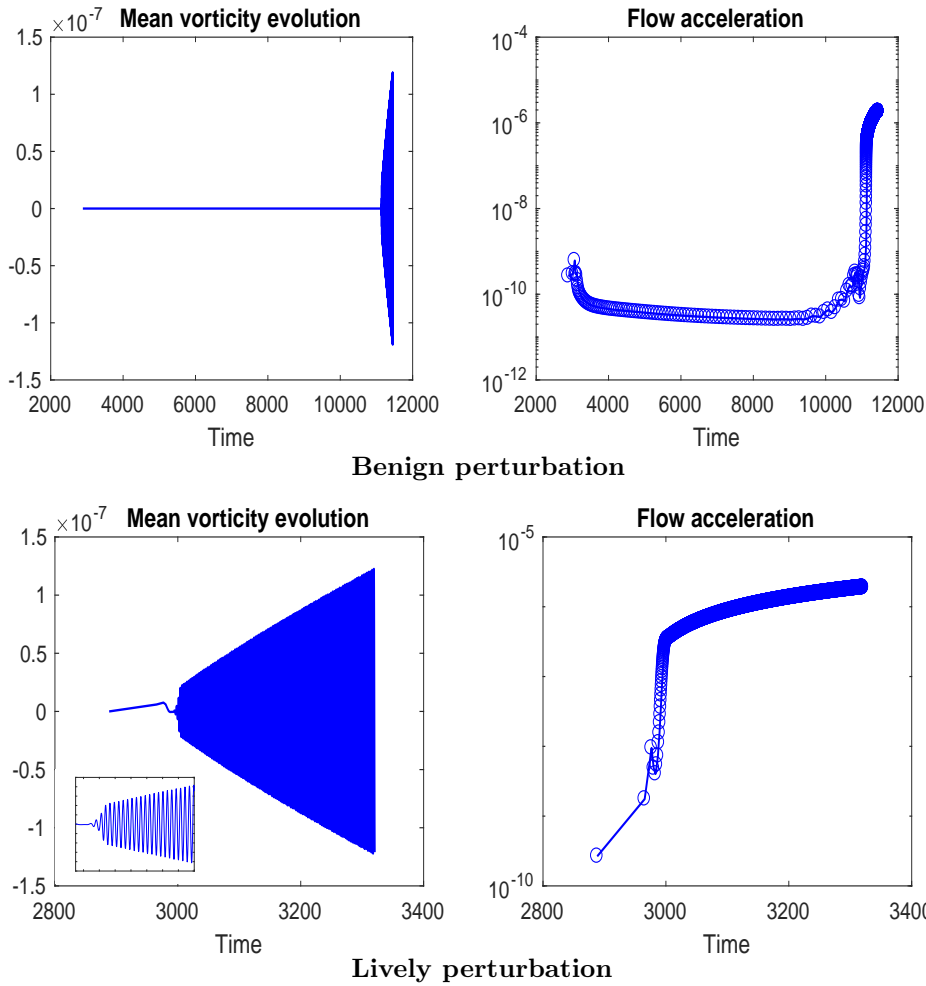 Mean vorticity evolution
×10-7
1.5
1
0.5
0
-0.5
-1
-1.5
2000 4000 6000 8000 10000 12000
Time
Flow acceleration
10-4
10-6
10-8
10-10
10-12
2000 4000 6000 8000 10000 12000
Time
Benign perturbation
Mean vorticity evolution
×10-7
1.5
1
0.5
0
-0.5
-1
-1.5
2800 3000 3200 3400
Time
Flow acceleration
10-5
10-10
2800 3000 3200 340
Time
Lively perturbation